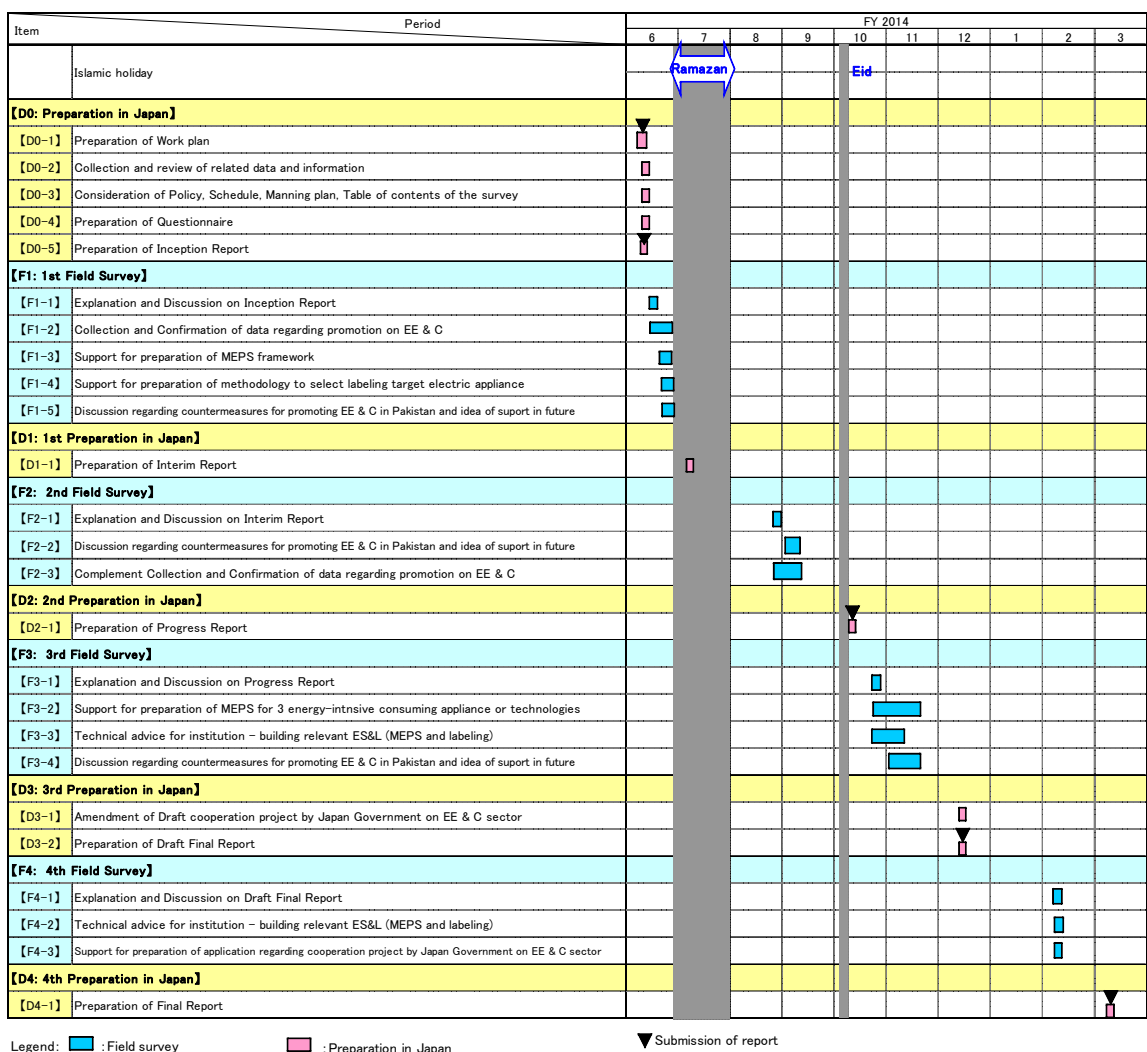 Period
Item
FY 2014
6 7 8 9 10 11 12 1 2 3
Islamic holiday
Ramazan
Eid
【D0: Preparation in Japan】
【D0-1】 Preparation of Work plan
【D0-2】 Collection and review of related data and information
【D0-3】 Consideration of Policy, Schedule, Manning plan, Table of contents of the survey
【D0-4】 Preparation of Questionnaire
【D0-5】 Preparation of Inception Report
【F1: 1st Field Survey】
【F1-1】 Explanation and Discussion on Inception Report
【F1-2】 Collection and Confirmation of data regarding promotion on EE & C
【F1-3】 Support for preparation of MEPS framework
【F1-4】 Support for preparation of methodology to select labeling target electric appliance
【F1-5】 Discussion regarding countermeasures for promoting EE & C in Pakistan and idea of suport in future
【D1: 1st Preparation in Japan】
【D1-1】 Preparation of Interim Report
【F2: 2nd Field Survey】
【F2-1】 Explanation and Discussion on Interim Report
【F2-2】 Discussion regarding countermeasures for promoting EE & C in Pakistan and idea of suport in future
【F2-3】 Complement Collection and Confirmation of data regarding promotion on EE & C
【D2: 2nd Preparation in Japan】
【D2-1】 Preparation of Progress Report
【F3: 3rd Field Survey】
【F3-1】 Explanation and Discussion on Progress Report
【F3-2】 Support for preparation of MEPS for 3 energy-intnsive consuming appliance or technologies
【F3-3】 Technical advice for institution - building relevant ES&L (MEPS and labeling)
【F3-4】 Discussion regarding countermeasures for promoting EE & C in Pakistan and idea of suport in future
【D3: 3rd Preparation in Japan】
【D3-1】 Amendment of Draft cooperation project by Japan Government on EE & C sector
【D3-2】 Preparation of Draft Final Report
【F4: 4th Field Survey】
【F4-1】 Explanation and Discussion on Draft Final Report
【F4-2】 Technical advice for institution - building relevant ES&L (MEPS and labeling)
【F4-3】 Support for preparation of application regarding cooperation project by Japan Government on EE & C sector
【D4: 4th Preparation in Japan】
【D4-1】 Preparation of Final Report
Legend: :Field survey :Preparation in Japan ▼Submission of report